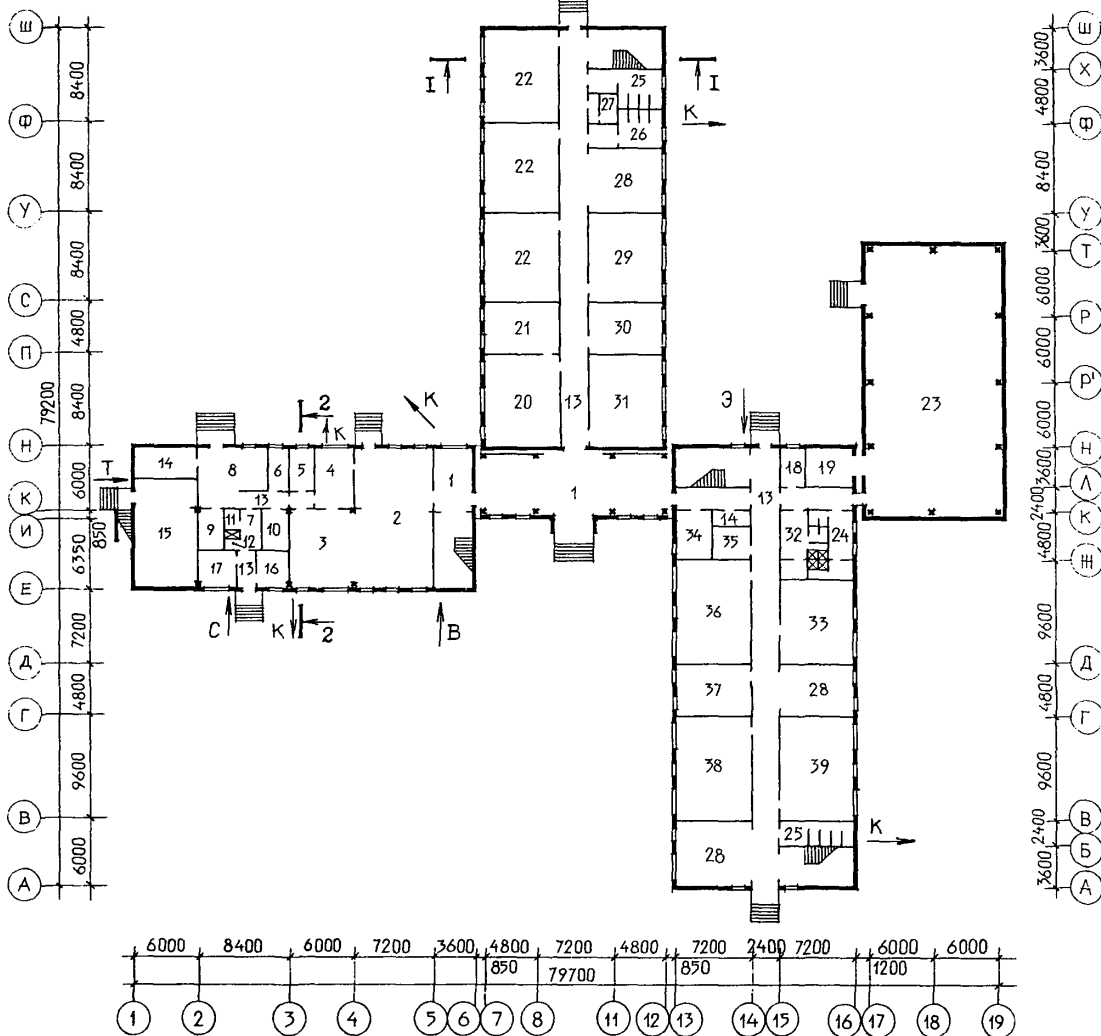 Ш Ш
3600
8400 Х
I 22 25 I
4800
27 К
Ф Ф
26
8400 22 28 8400
У У
3600
Т
8400 22 29
6000
С
Р
4800 21 30
П
6000
79200
Р'
8400 2 К 20 13 31 Э 23
6000
К
Н Н
14 8 6 5 4 1 18 19 3600
Т 6000 Л
К 13 2 1 13 2400
К
И
850 9 11 7 10 34 14 32 24 4800
15 12 3 35
6350 Ж
17 13 16
Е
С К 2 В 36 33 9600
7200
Д Д
4800 37 28 4800
Г Г
9600 38 39 9600
В В
25 К 2400
Б
6000 28 3600
А А
6000 8400 6000 7200 3600 4800 7200 4800 7200 2400 7200 6000 6000
850 850 1200
79700
1 2 3 4 5 6 7 8 11 12 13 14 15 16 17 18 19